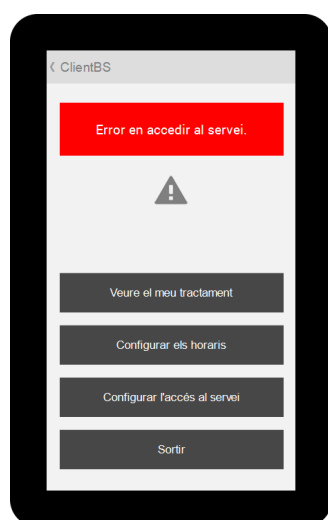 ClientBS
Error en accedir al servei.
Veure el meu tractament
Configurar els horaris
Configurar l'accés al servei
Sortir